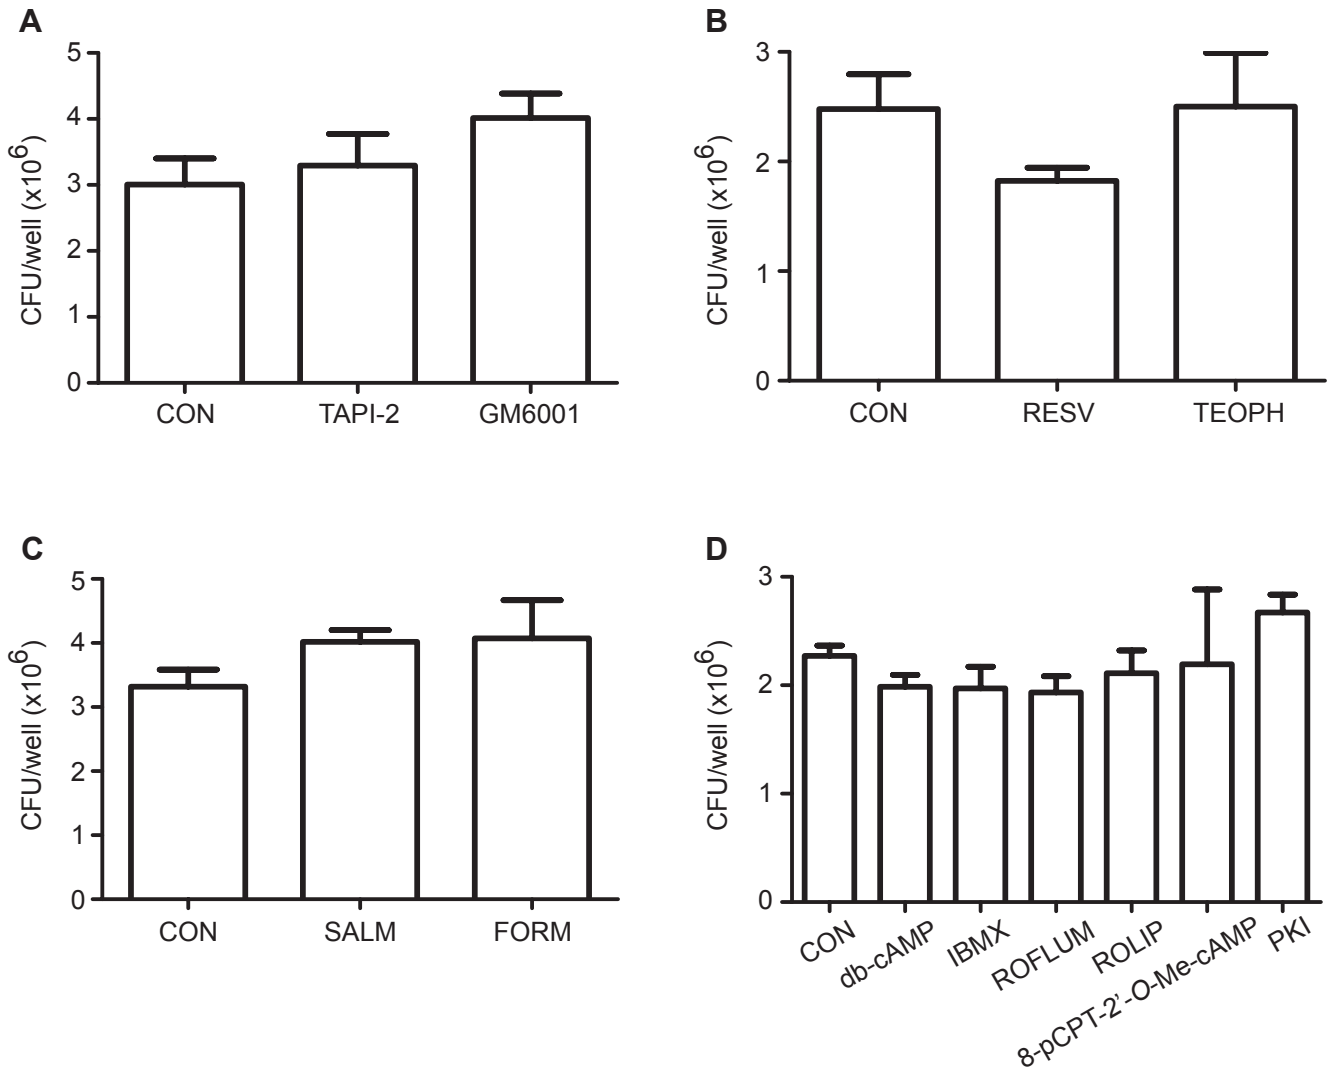 A
CFU/well (x10^6)
5
4
3
2
1
0
CON TAPI-2 GM6001
B
CFU/well (x10^6)
3
2
1
0
CON RESV TEOPH
C
CFU/well (x10^6)
5
4
3
2
1
0
CON SALM FORM
D
CFU/well (x10^6)
3
2
1
0
CON db-cAMP IBMX ROFLUM ROLIP 8-pCPT-2’-O-Me-cAMP PKI